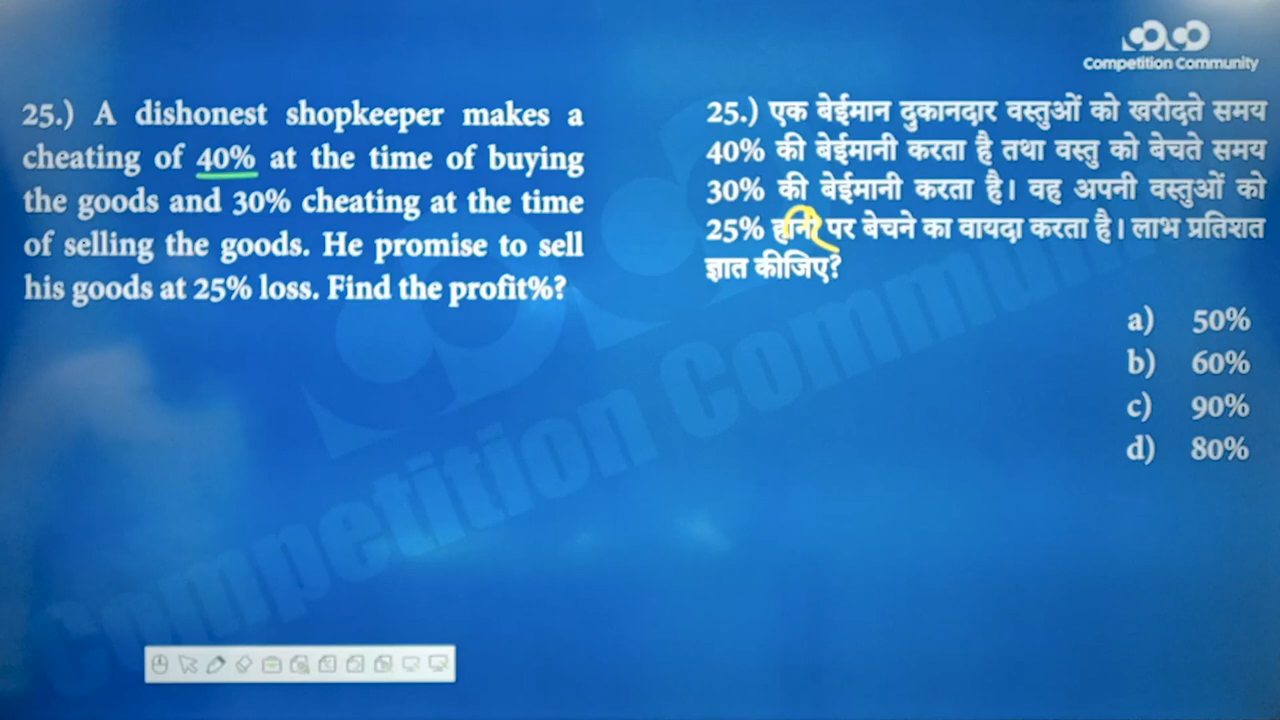 Competition Community
25.) A dishonest shopkeeper makes a
cheating of 40% at the time of buying
the goods and 30% cheating at the time
of selling the goods. He promise to sell
his goods at 25% loss. Find the profit%?
25.) एक बेईमान दुकानदार वस्तुओं को खरीदते समय
40% की बेईमानी करता है तथा वस्तु को बेचते समय
30% की बेईमानी करता है। वह अपनी वस्तुओं को
25% हानि पर बेचने का वायदा करता है। लाभ प्रतिशत
ज्ञात कीजिए?
a) 50%
b) 60%
c) 90%
d) 80%
Competition Community